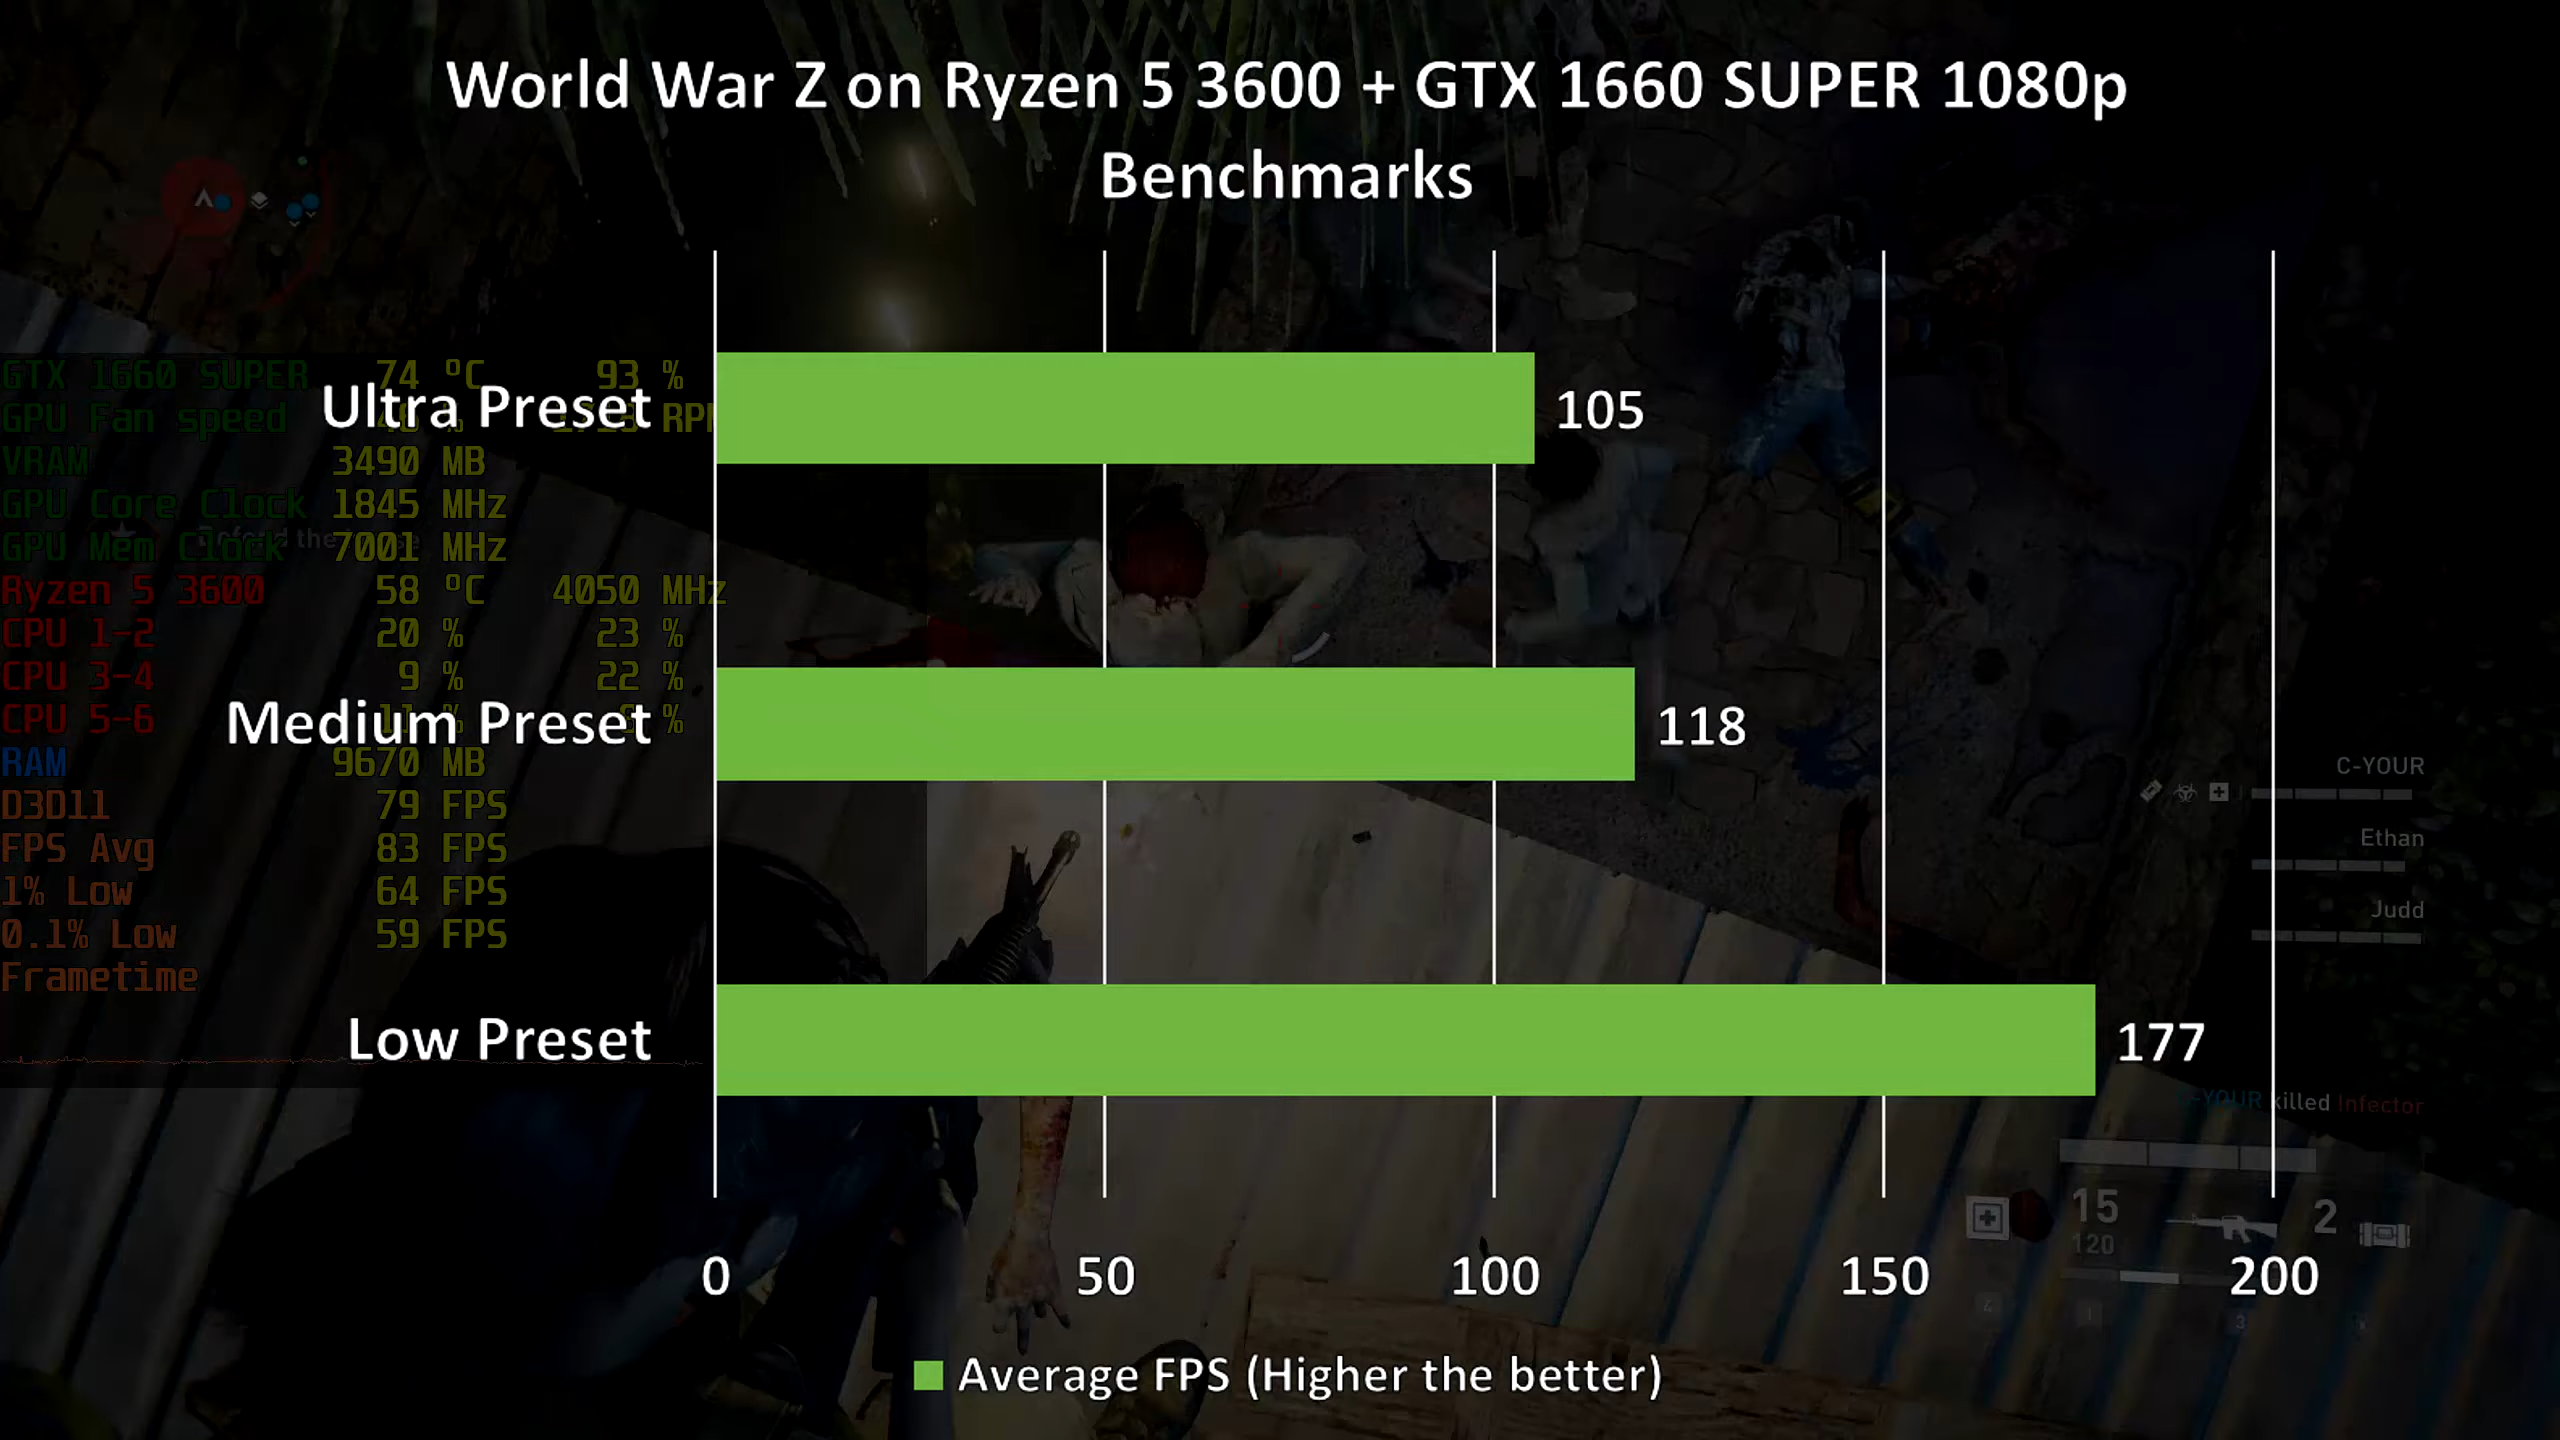 World War Z on Ryzen 5 3600 + GTX 1660 SUPER 1080p
Benchmarks
GTX 1660 SUPER 74 °C 93 %
Ultra Preset 105
GPU Fan speed % RPM
VRAM 3490 MB
GPU Core Clock 1845 MHz
GPU Mem Clock 7001 MHz
Ryzen 5 3600 58 °C 4050 MHz
CPU 1-2 20 % 23 %
CPU 3-4 9 % 22 %
CPU 5-6 %
Medium Preset 118
RAM 9670 MB
C-YOUR
D3D11 79 FPS
Ethan
FPS Avg 83 FPS
1% Low 64 FPS
Judd
0.1% Low 59 FPS
Frametime
Low Preset 177
C-YOUR killed Infector
15
120
2
0 50 100 150 200
Average FPS (Higher the better)